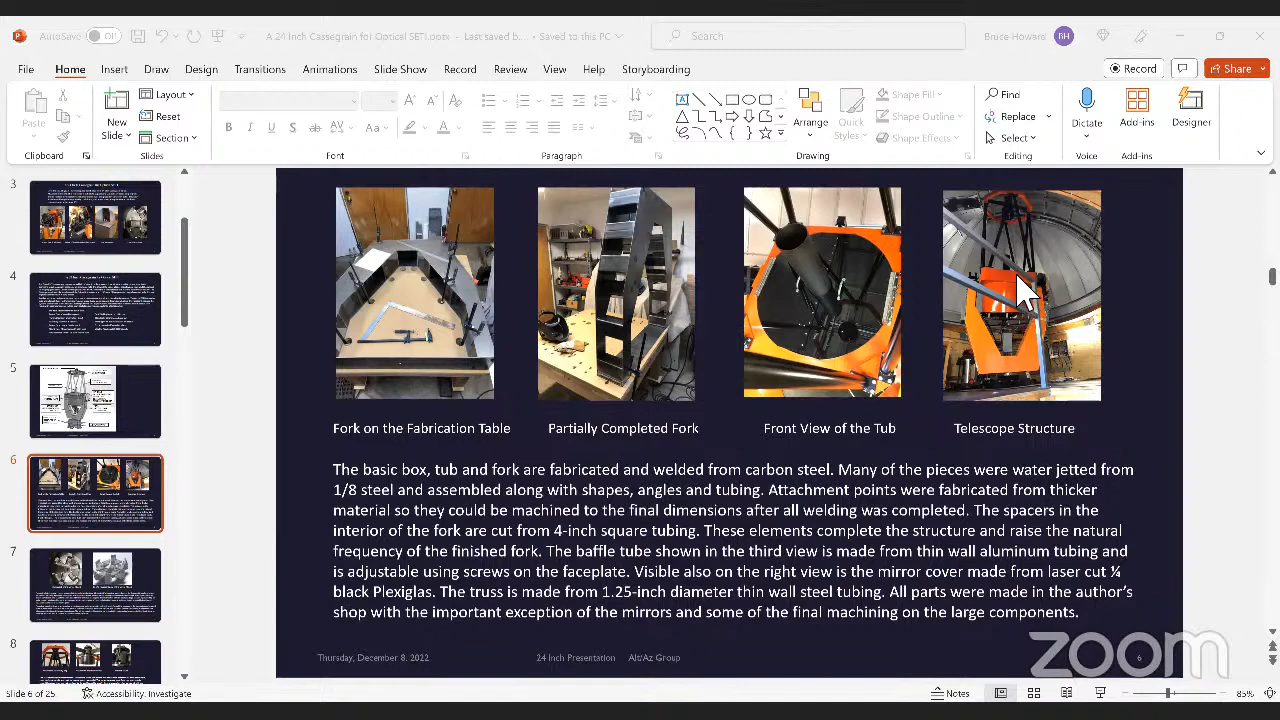 AutoSave Off A 24 Inch Cassegrain for Optical SETI.pptx - Last saved b... • Saved to this PC Search Bruce Howard BH
File Home Insert Draw Design Transitions Animations Slide Show Record Review View Help Storyboarding Record Share
Paste New Slide Layout Reset Section Shape Fill Shape Outline Shape Effects Arrange Quick Styles Find Replace Select Dictate Add-ins Designer
Clipboard Slides Font Paragraph Drawing Editing Voice Add-ins
3
4
5
6
7
8
Fork on the Fabrication Table Partially Completed Fork Front View of the Tub Telescope Structure
The basic box, tub and fork are fabricated and welded from carbon steel. Many of the pieces were water jetted from
1/8 steel and assembled along with shapes, angles and tubing. Attachment points were fabricated from thicker
material so they could be machined to the final dimensions when all welding was completed. The spacers in the
interior of the fork are cut from 4-inch square tubing. These elements complete the structure and raise the natural
frequency of the finished fork. The baffle tube shown in the third view is made from thin wall aluminum tubing and
is adjustable using screws on the faceplate. Visible also on the right view is the mirror cover made from laser cut ¼
black Plexiglas. The truss is made from 1.25-inch diameter thin wall steel tubing. All parts were made in the author's
shop with the important exception of the mirrors and some of the final machining on the large components.
Thursday, December 8, 2022 24 Inch Presentation Alt/Az Group 6
zoom
Slide 6 of 25 Accessibility: Investigate Notes 85%